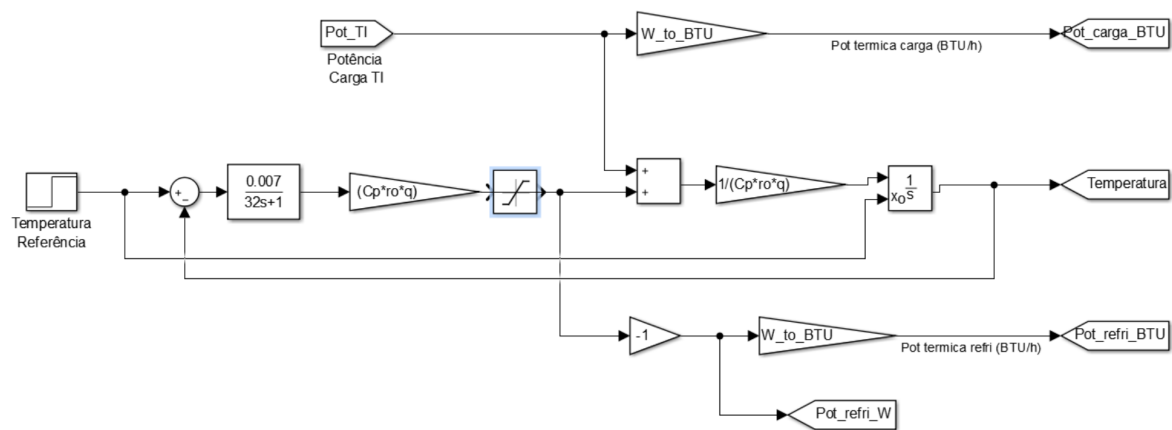 Pot_TI
Potência
Carga TI
W_to_BTU
Pot termica carga (BTU/h)
Pot_carga_BTU
Temperatura
Referência
+
−
0.007
32s+1
(Cp*ro*q)
+
+
1/(Cp*ro*q)
1
s
xo
Temperatura
-1
W_to_BTU
Pot termica refri (BTU/h)
Pot_refri_BTU
Pot_refri_W